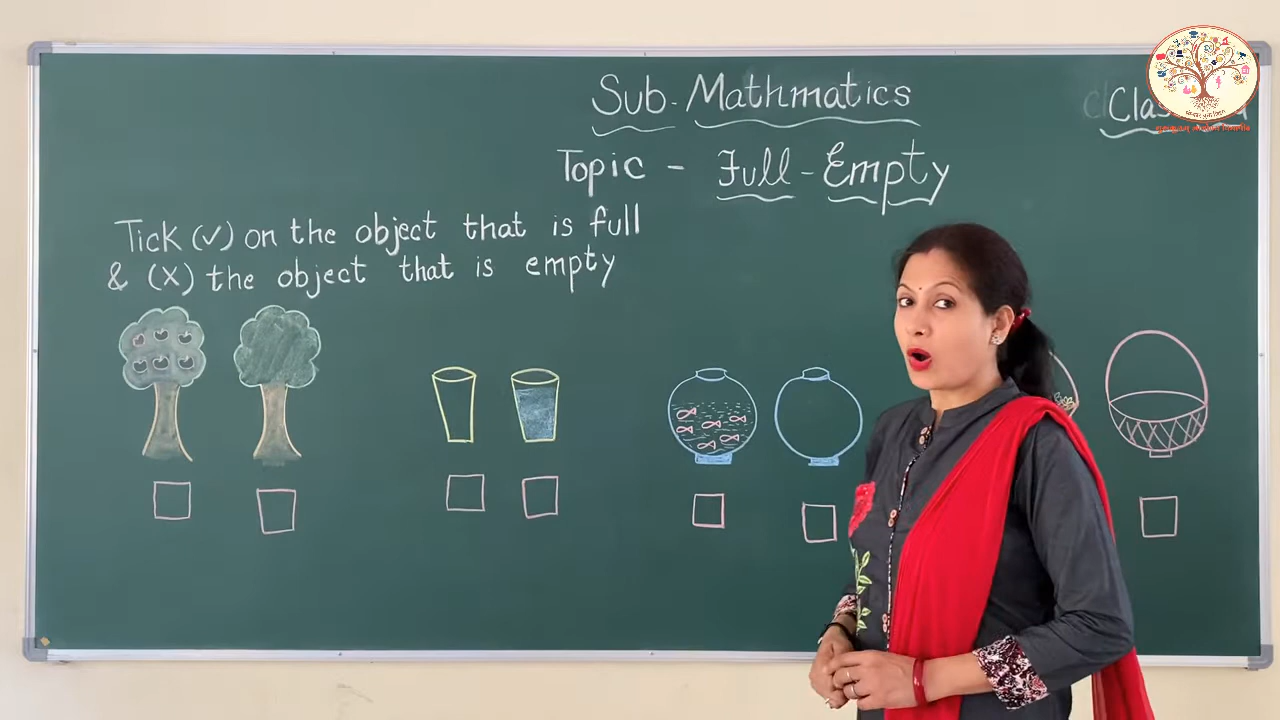 Sub- Mathmatics
Topic - Full-Empty
Tick (✓) on the object that is full
& (X) the object that is empty